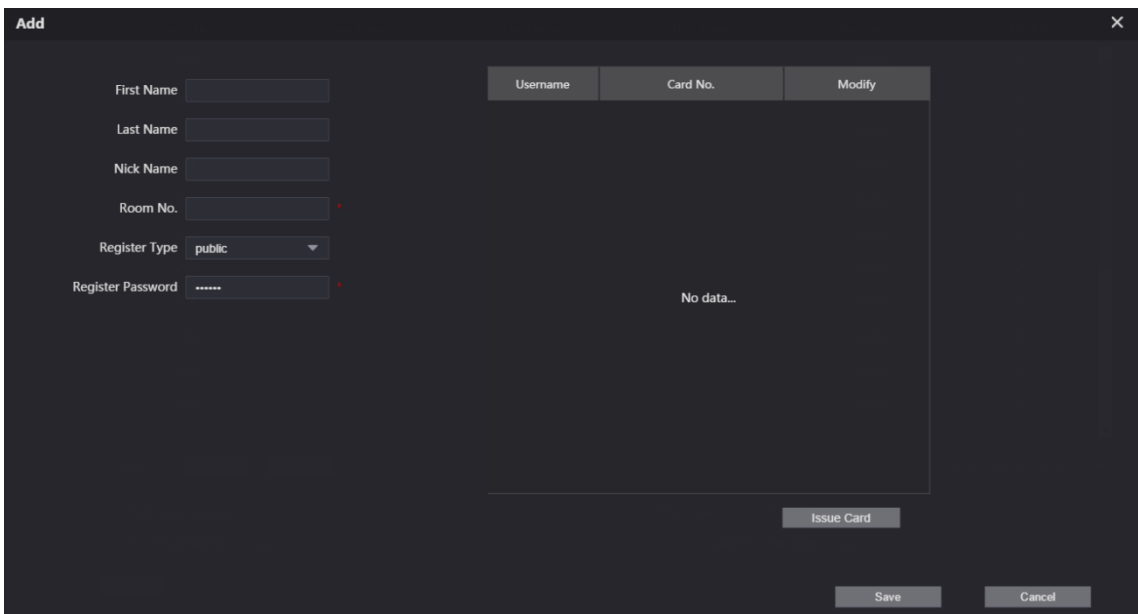 Add
First Name
Last Name
Nick Name
Room No. *
Register Type public
Register Password •••••• *
Username Card No. Modify
No data...
Issue Card
Save Cancel